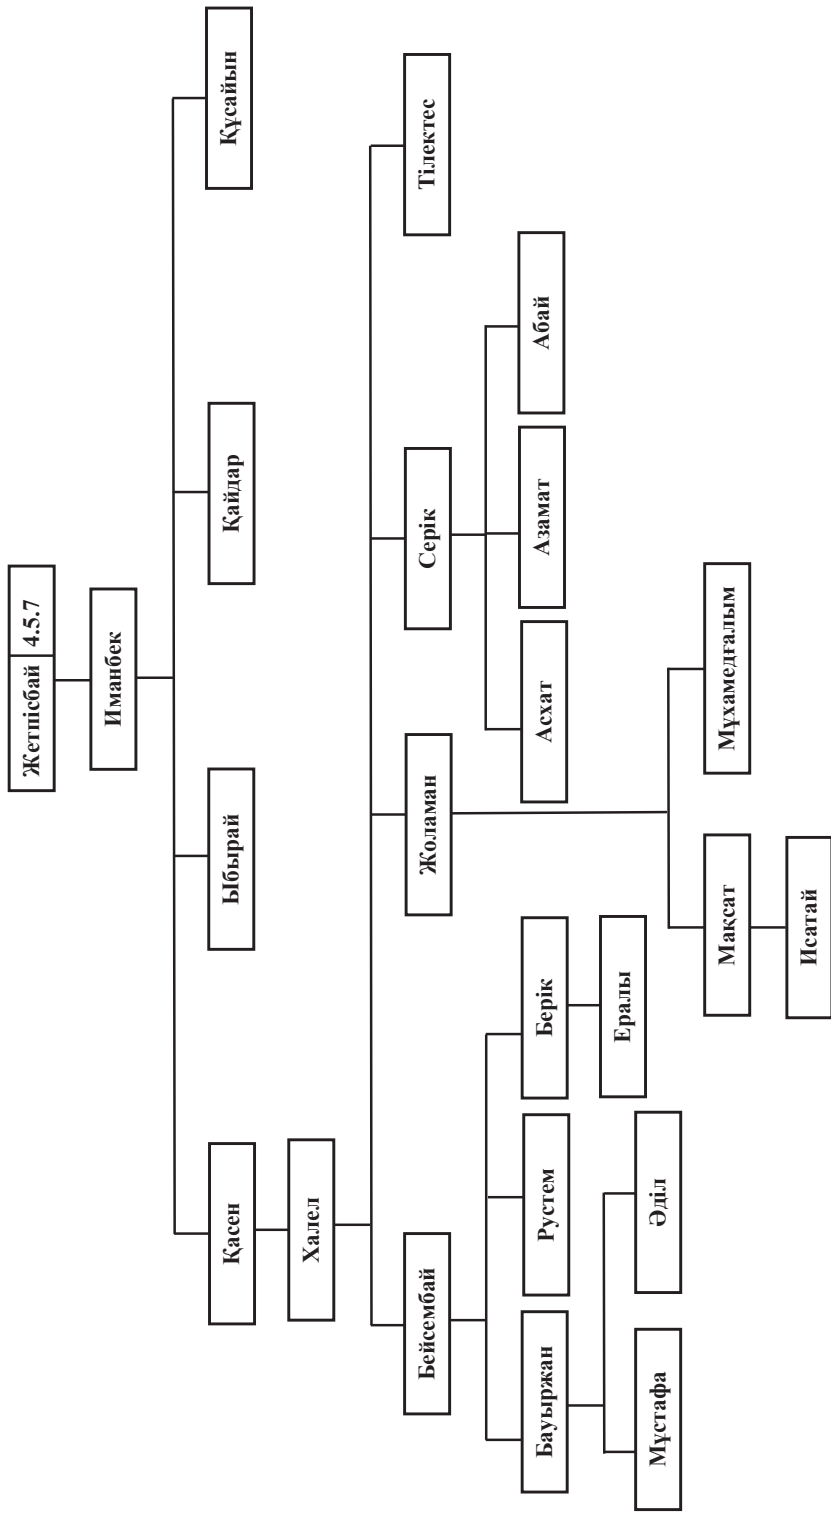 Жетпісбай 4.5.7
Иманбек
Қасен
Ыбырай
Қайдар
Құсайын
Халел
Бейсембай
Жоламан
Серік
Тілектес
Бауыржан
Рустем
Берік
Асхат
Азамат
Абай
Мұстафа
Әділ
Ералы
Мақсат
Мұхамедғалым
Исатай